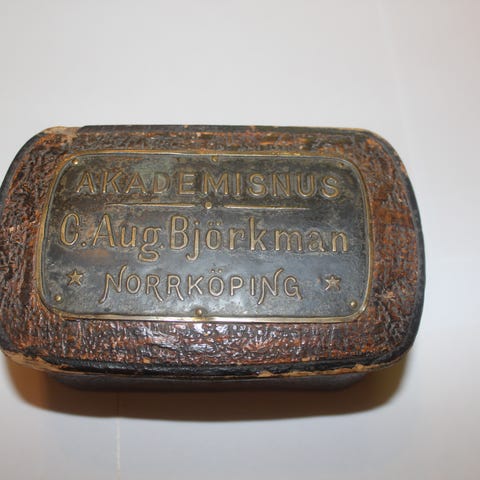 AKADEMISNUS
C. Aug. Björkman
NORRKÖPING